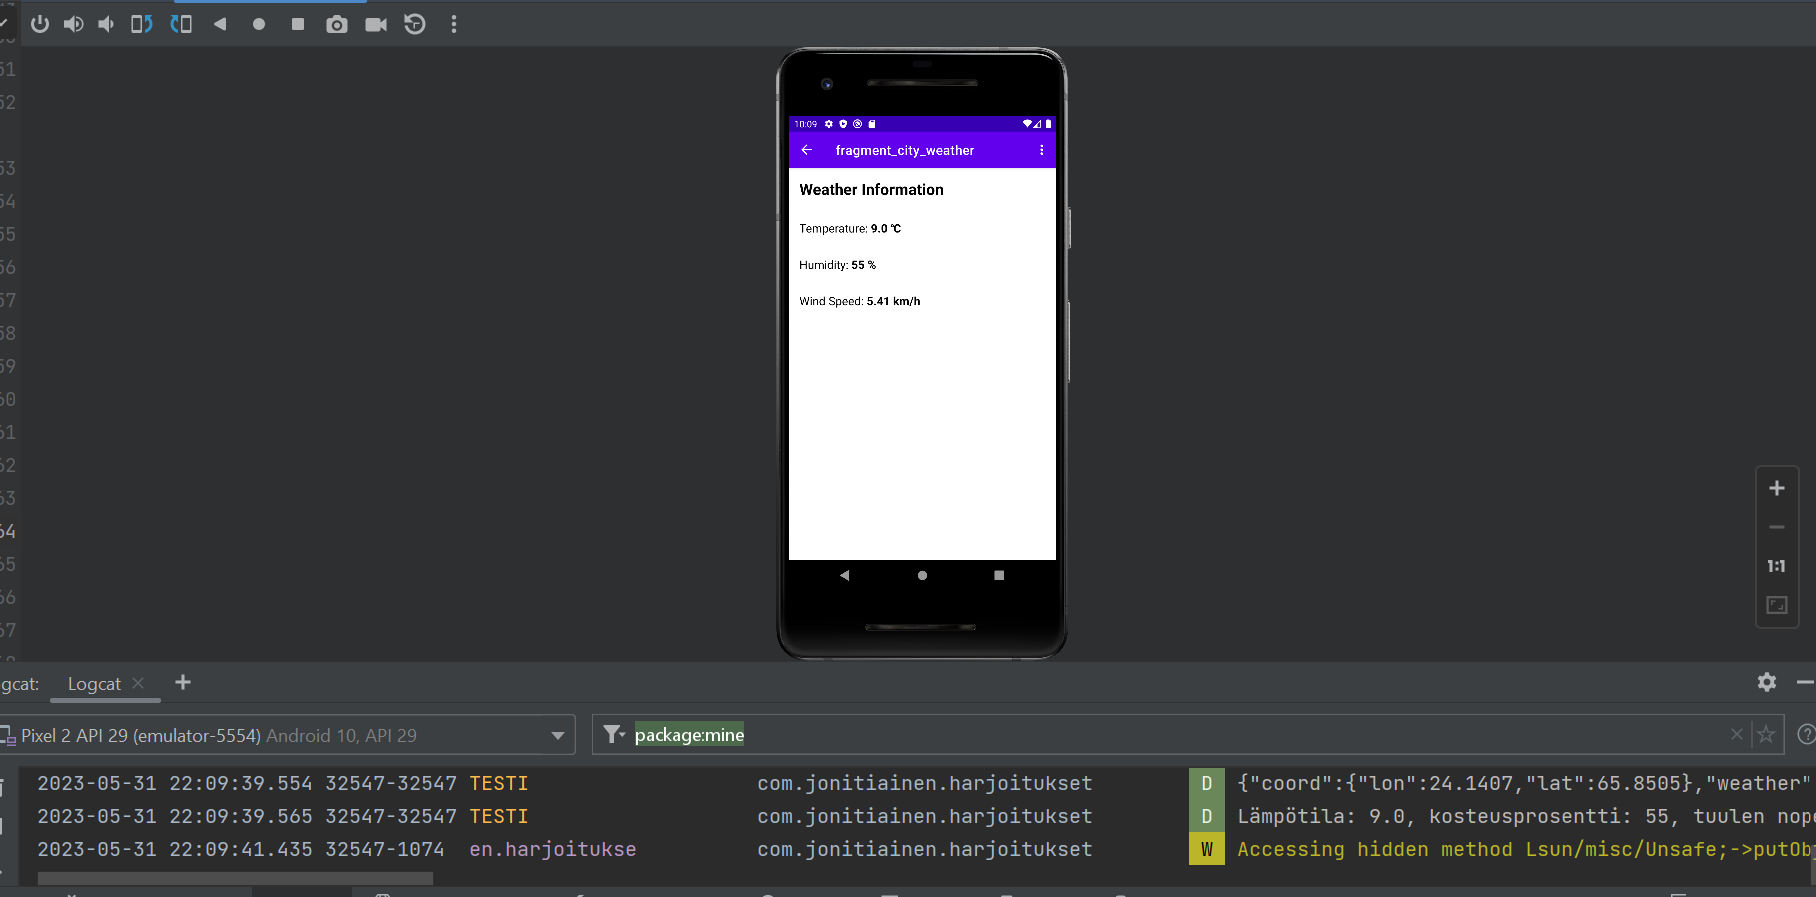 51
52
53
54
55
56
57
58
59
60
61
62
63
64
65
66
67
10:09
fragment_city_weather
Weather Information
Temperature: 9.0 ℃
Humidity: 55 %
Wind Speed: 5.41 km/h
1:1
gcat:
Logcat
Pixel 2 API 29 (emulator-5554) Android 10, API 29
package:mine
2023-05-31 22:09:39.554 32547-32547 TESTI com.jonitiainen.harjoitukset D {"coord":{"lon":24.1407,"lat":65.8505},"weather"
2023-05-31 22:09:39.565 32547-32547 TESTI com.jonitiainen.harjoitukset D Lämpötila: 9.0, kosteusprosentti: 55, tuulen nope
2023-05-31 22:09:41.435 32547-1074 en.harjoitukse com.jonitiainen.harjoitukset W Accessing hidden method Lsun/misc/Unsafe;->putOb